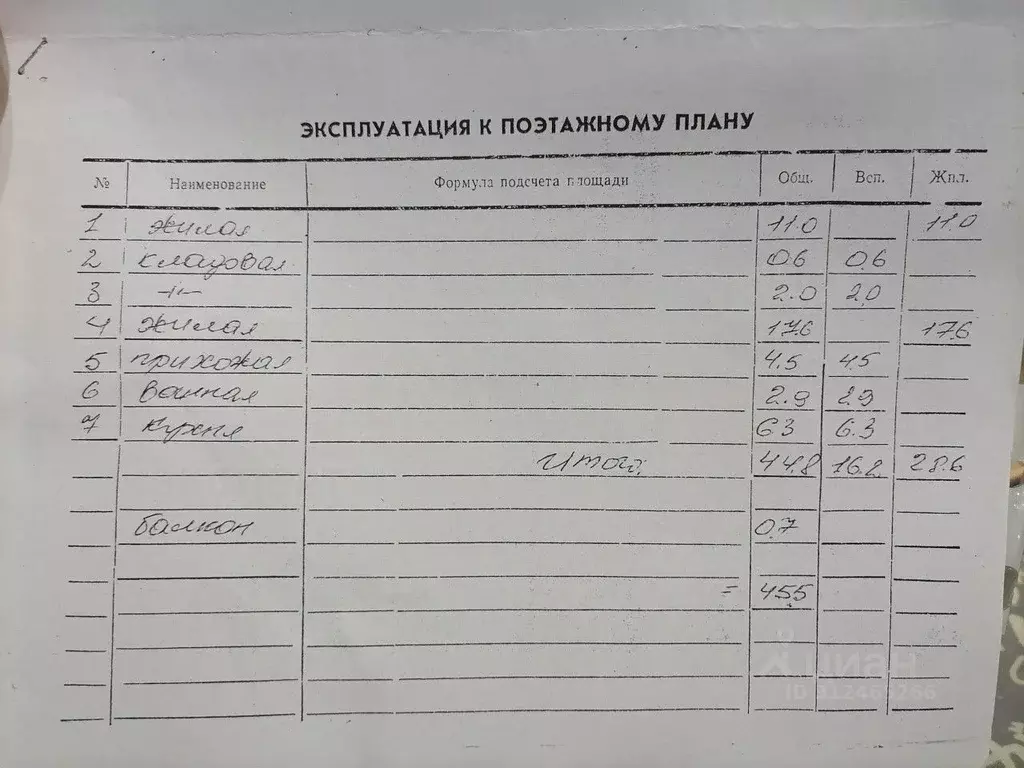 ЭКСПЛУАТАЦИЯ К ПОЭТАЖНОМУ ПЛАНУ
№ Наименование Формула подсчета площади Общ. Всп. Жпл.
1 жилая 11.0 11.0
2 кладовая 0.6 0.6
3 -"- 2.0 2.0
4 жилая 17.6 17.6
5 прихожая 4.5 4.5
6 ванная 2.9 2.9
7 кухня 6.3 6.3
Итого: 44.8 16.2 28.6
балкон 0.7
= 45.5
циан